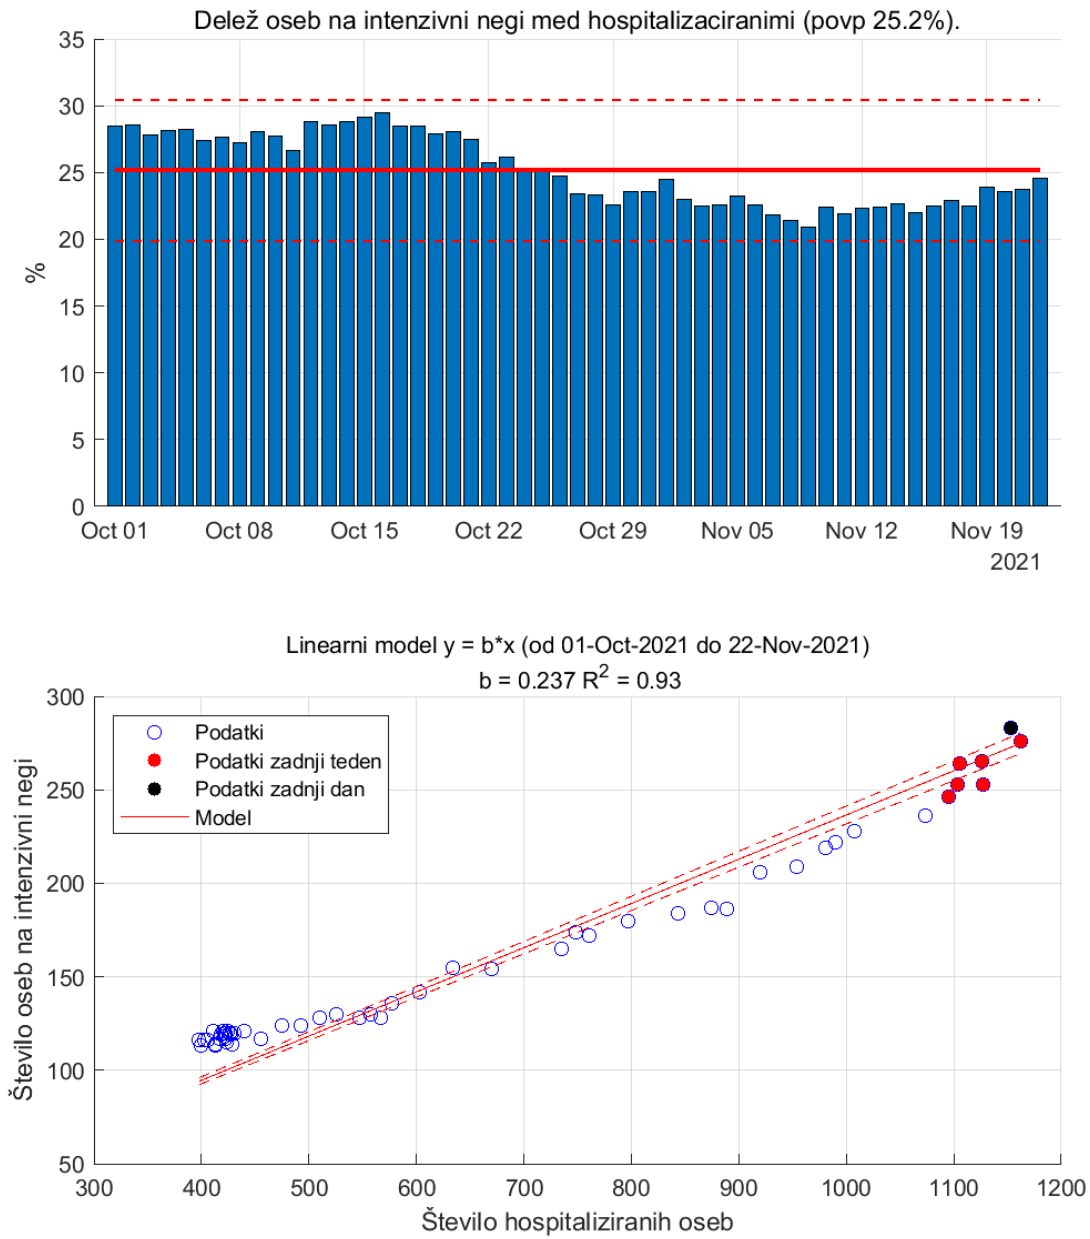 Delež oseb na intenzivni negi med hospitalizaciranimi (povp 25.2%).
35
30
25
20
15
10
5
0
%
Oct 01 Oct 08 Oct 15 Oct 22 Oct 29 Nov 05 Nov 12 Nov 19
2021
Linearni model y = b*x (od 01-Oct-2021 do 22-Nov-2021)
b = 0.237 R² = 0.93
300
250
200
150
100
50
Število oseb na intenzivni negi
Podatki
Podatki zadnji teden
Podatki zadnji dan
Model
300 400 500 600 700 800 900 1000 1100 1200
Število hospitaliziranih oseb